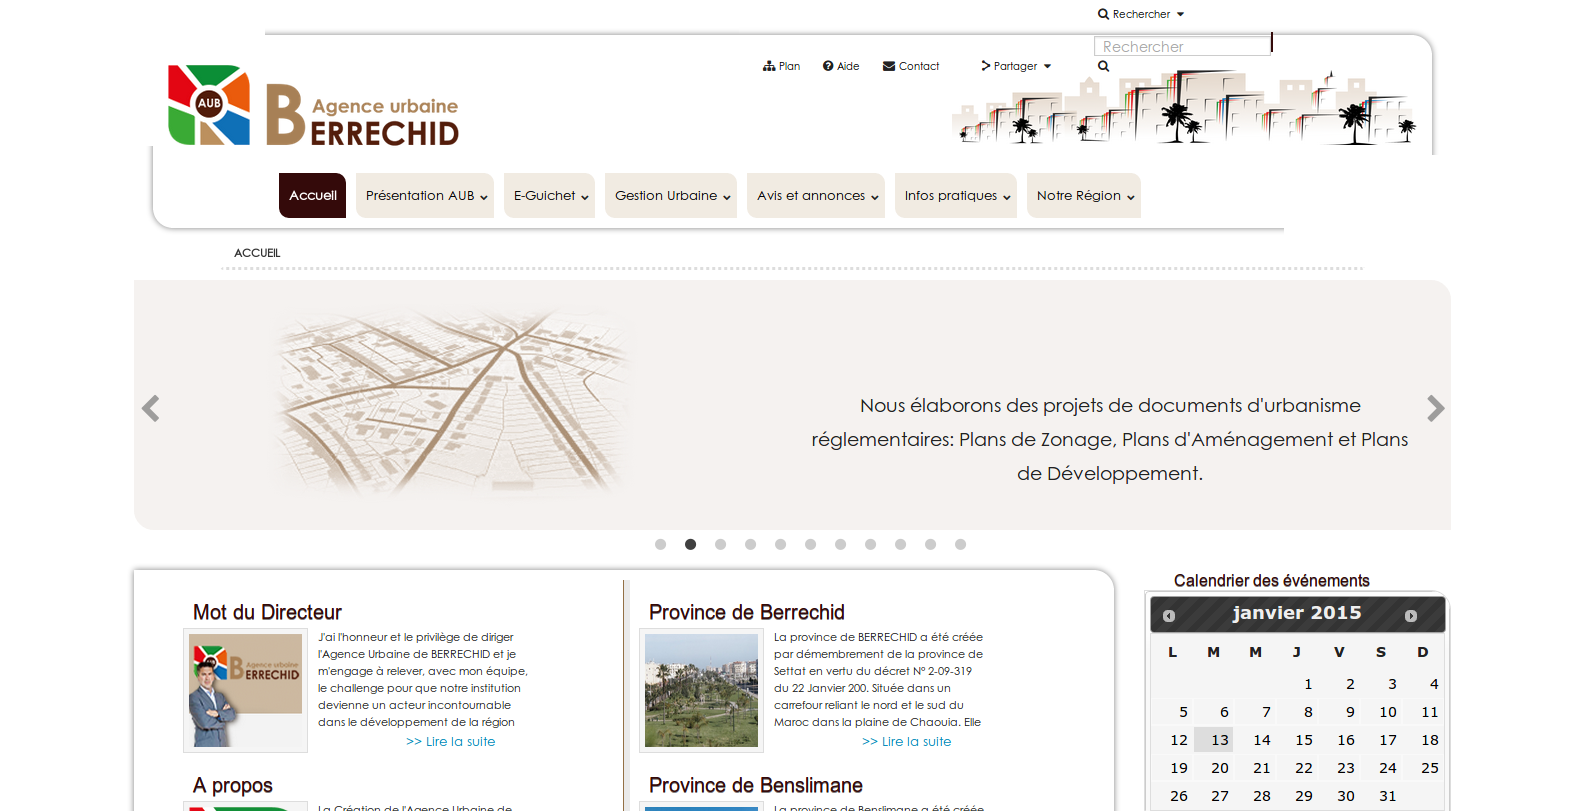 Rechercher
Rechercher
Plan Aide Contact Partager
AUB
Agence urbaine
BERRECHID
Accueil Présentation AUB E-Guichet Gestion Urbaine Avis et annonces Infos pratiques Notre Région
ACCUEIL
Nous élaborons des projets de documents d'urbanisme
réglementaires: Plans de Zonage, Plans d'Aménagement et Plans
de Développement.
Mot du Directeur
AUB
Agence urbaine
BERRECHID
J'ai l'honneur et le privilège de diriger
l'Agence Urbaine de BERRECHID et je
m'engage à relever, avec mon équipe,
le challenge pour que notre institution
devienne un acteur incontournable
dans le développement de la région
>> Lire la suite
Province de Berrechid
La province de BERRECHID a été créée
par démembrement de la province de
Settat en vertu du décret N° 2-09-319
du 22 Janvier 200. Située dans un
carrefour reliant le nord et le sud du
Maroc dans la plaine de Chaouia. Elle
>> Lire la suite
A propos
La Création de l'Agence Urbaine de
Province de Benslimane
La province de Benslimane a été créée
Calendrier des événements
janvier 2015
L M M J V S D
1 2 3 4
5 6 7 8 9 10 11
12 13 14 15 16 17 18
19 20 21 22 23 24 25
26 27 28 29 30 31